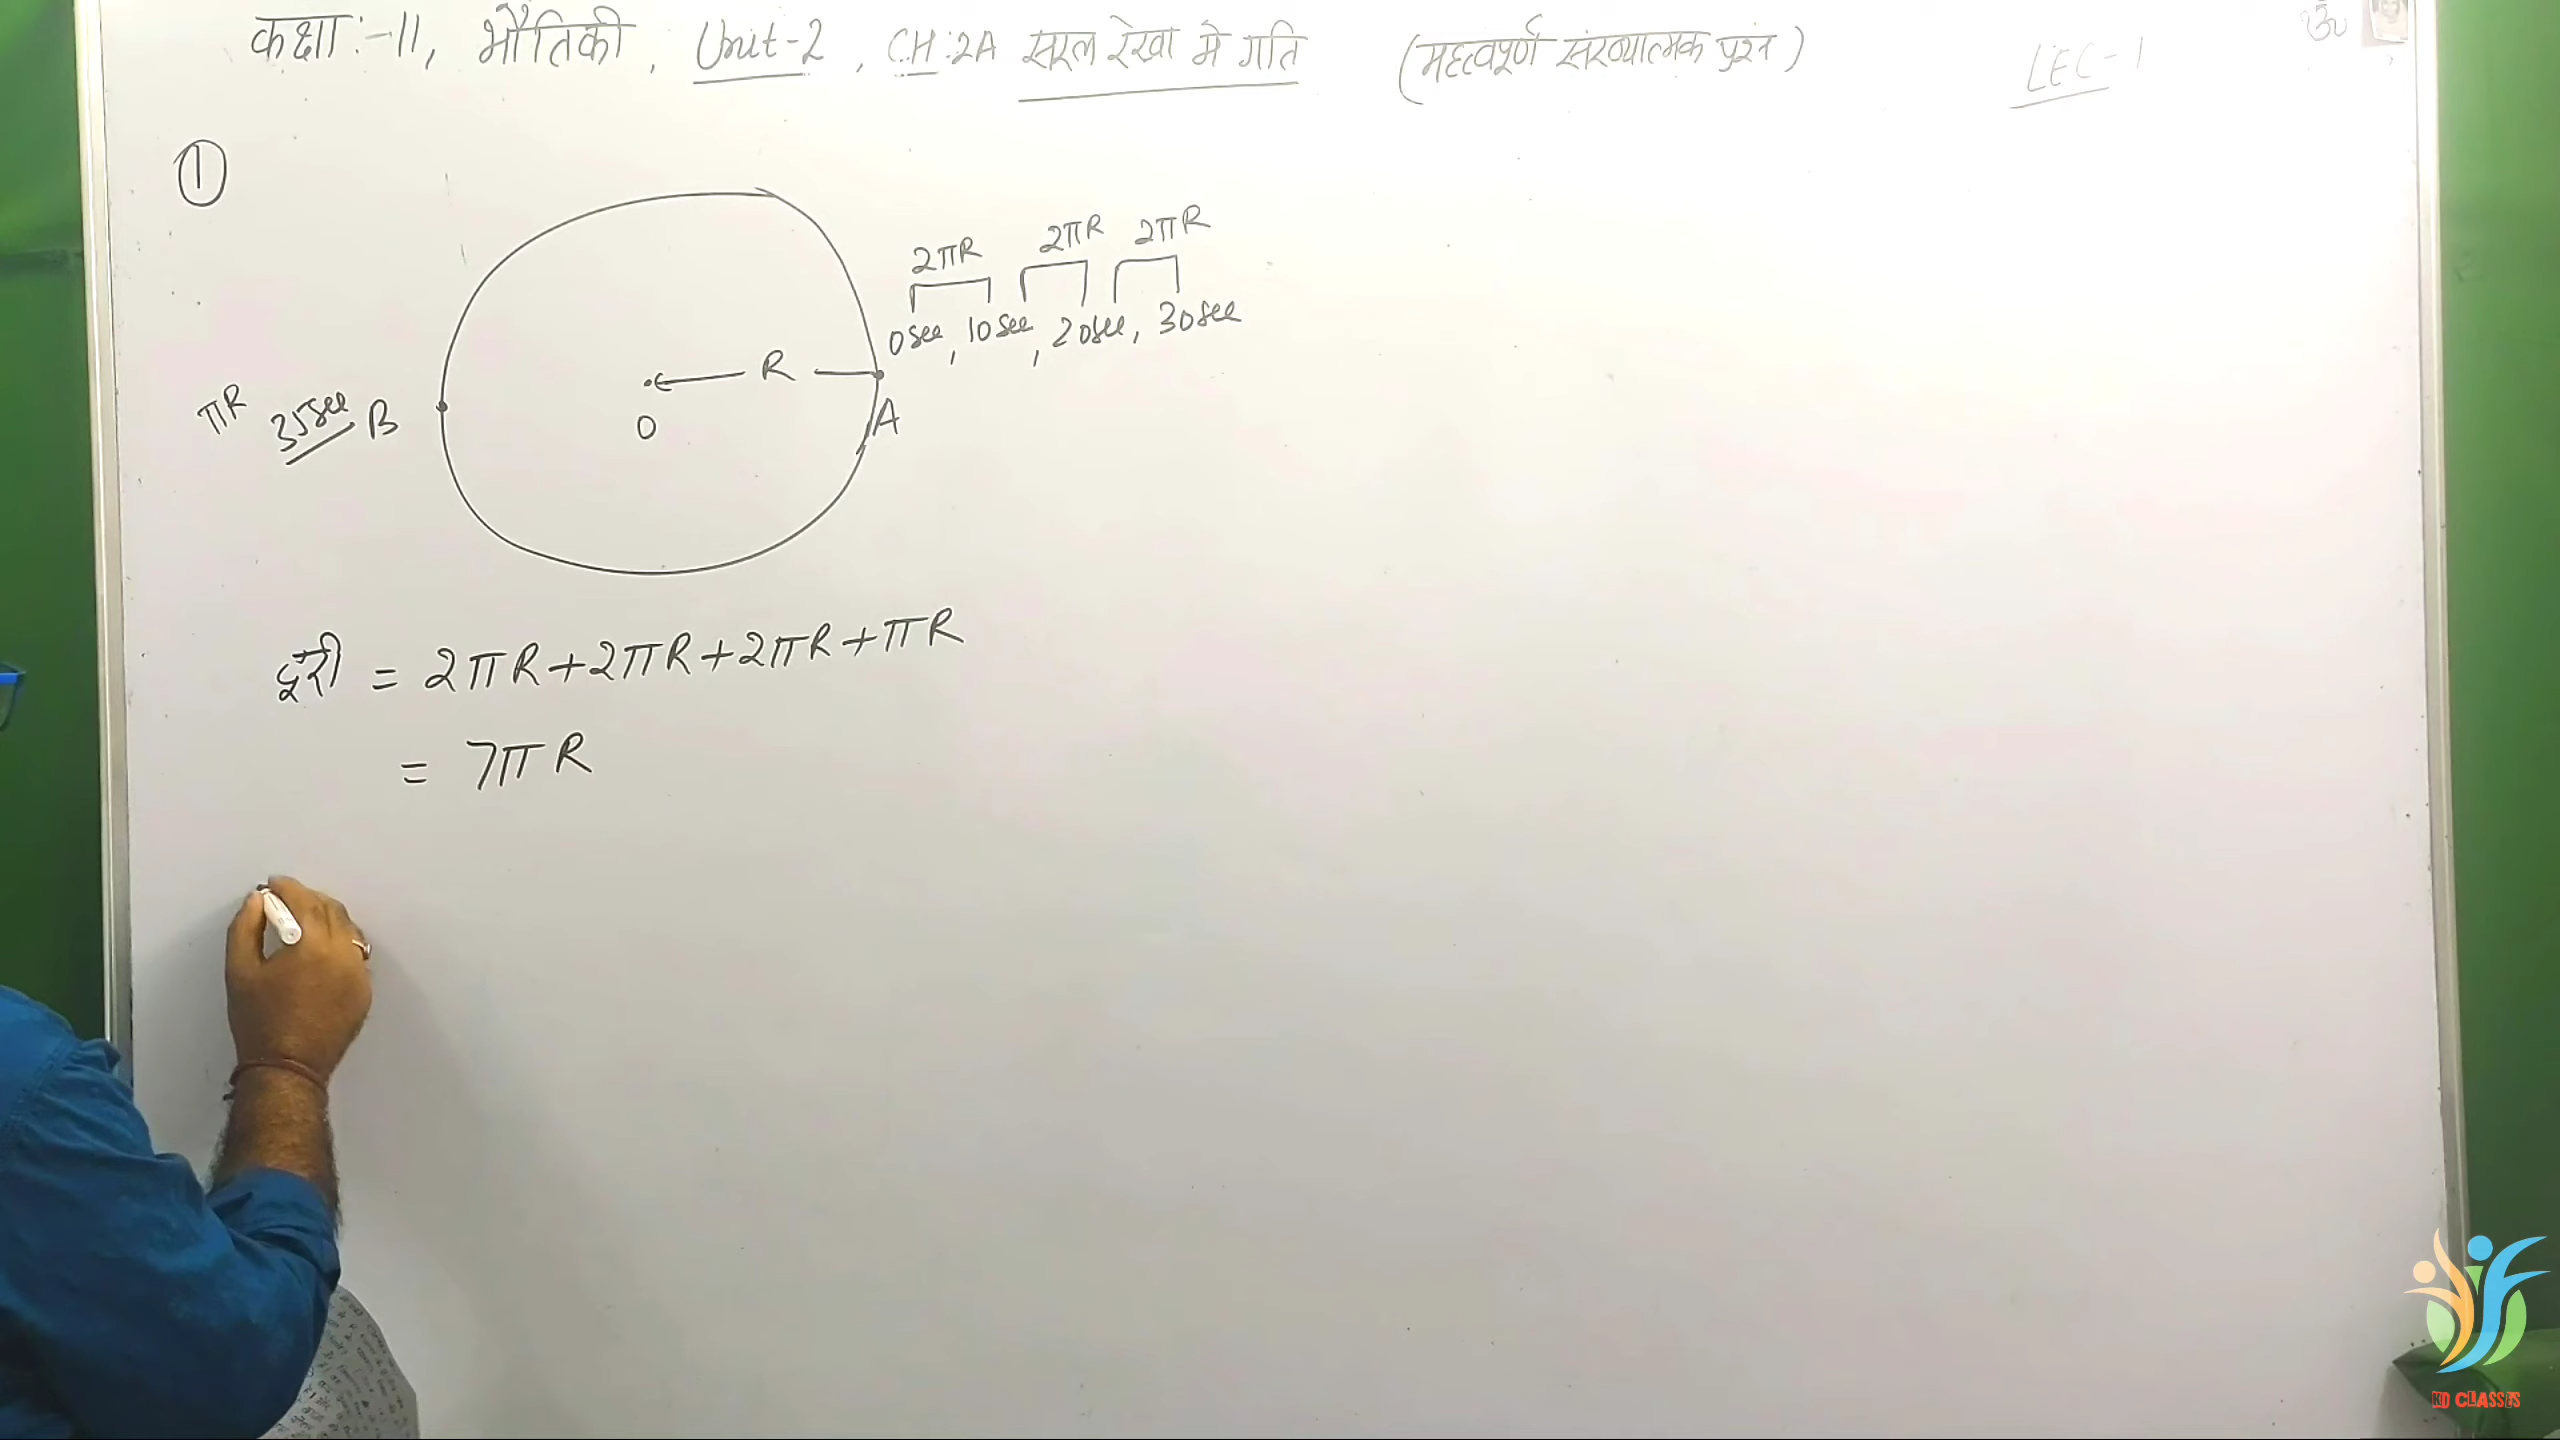 कक्षा:-11, भौतिकी, Unit-2, CH:2A सरल रेखा मे गति (महत्वपूर्ण संख्यात्मक प्रश्न) LEC-1
ॐ
1
2πR 2πR 2πR
0sec, 10sec, 20sec, 30sec
R
πR 35sec B
O
A
दूरी = 2πR+2πR+2πR+πR
= 7πR
KD CLASSES